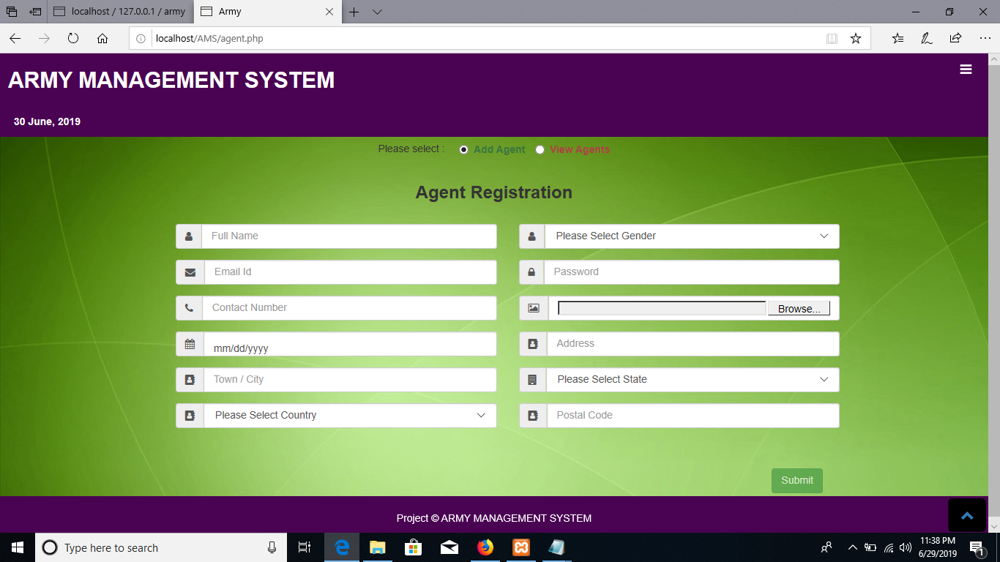 localhost / 127.0.0.1 / army
Army
localhost/AMS/agent.php
ARMY MANAGEMENT SYSTEM
30 June, 2019
Please select :
Add Agent
View Agents
Agent Registration
Full Name
Please Select Gender
Email Id
Password
Contact Number
Browse...
mm/dd/yyyy
Address
Town / City
Please Select State
Please Select Country
Postal Code
Submit
Project © ARMY MANAGEMENT SYSTEM
Type here to search
11:38 PM
6/29/2019
1